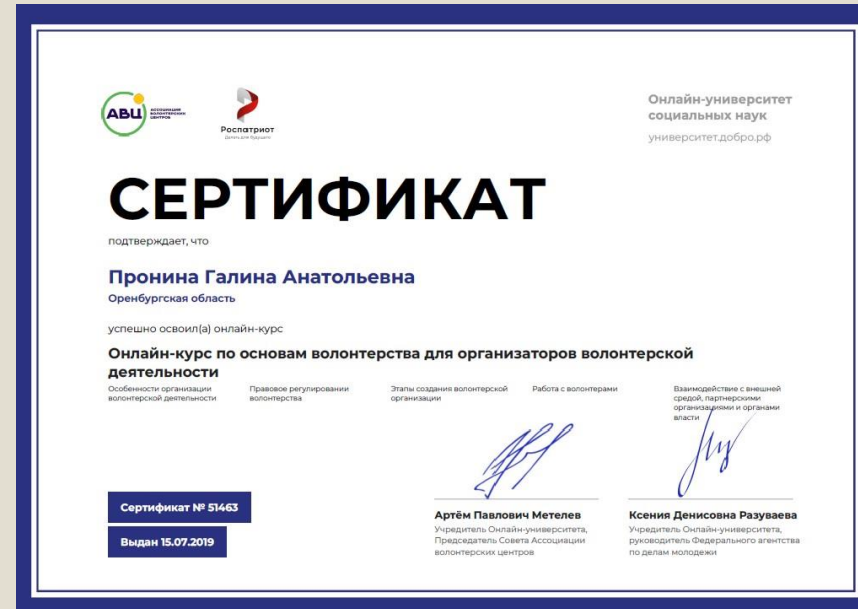 АВЦ
АССОЦИАЦИЯ
ВОЛОНТЕРСКИХ
ЦЕНТРОВ
Роспатриот
Делать для будущего
Онлайн-университет
социальных наук
университет.добро.рф
СЕРТИФИКАТ
подтверждает, что
Пронина Галина Анатольевна
Оренбургская область
успешно освоил(а) онлайн-курс
Онлайн-курс по основам волонтерства для организаторов волонтерской
деятельности
Особенности организации
волонтерской деятельности
Правовое регулировании
волонтерства
Этапы создания волонтерской
организации
Работа с волонтерами
Взаимодействие с внешней
средой, партнерскими
организациями и органами
власти
Сертификат № 51463
Выдан 15.07.2019
Артём Павлович Метелев
Учредитель Онлайн-университета,
Председатель Совета Ассоциации
волонтерских центров
Ксения Денисовна Разуваева
Учредитель Онлайн-университета,
руководитель Федерального агентства
по делам молодежи